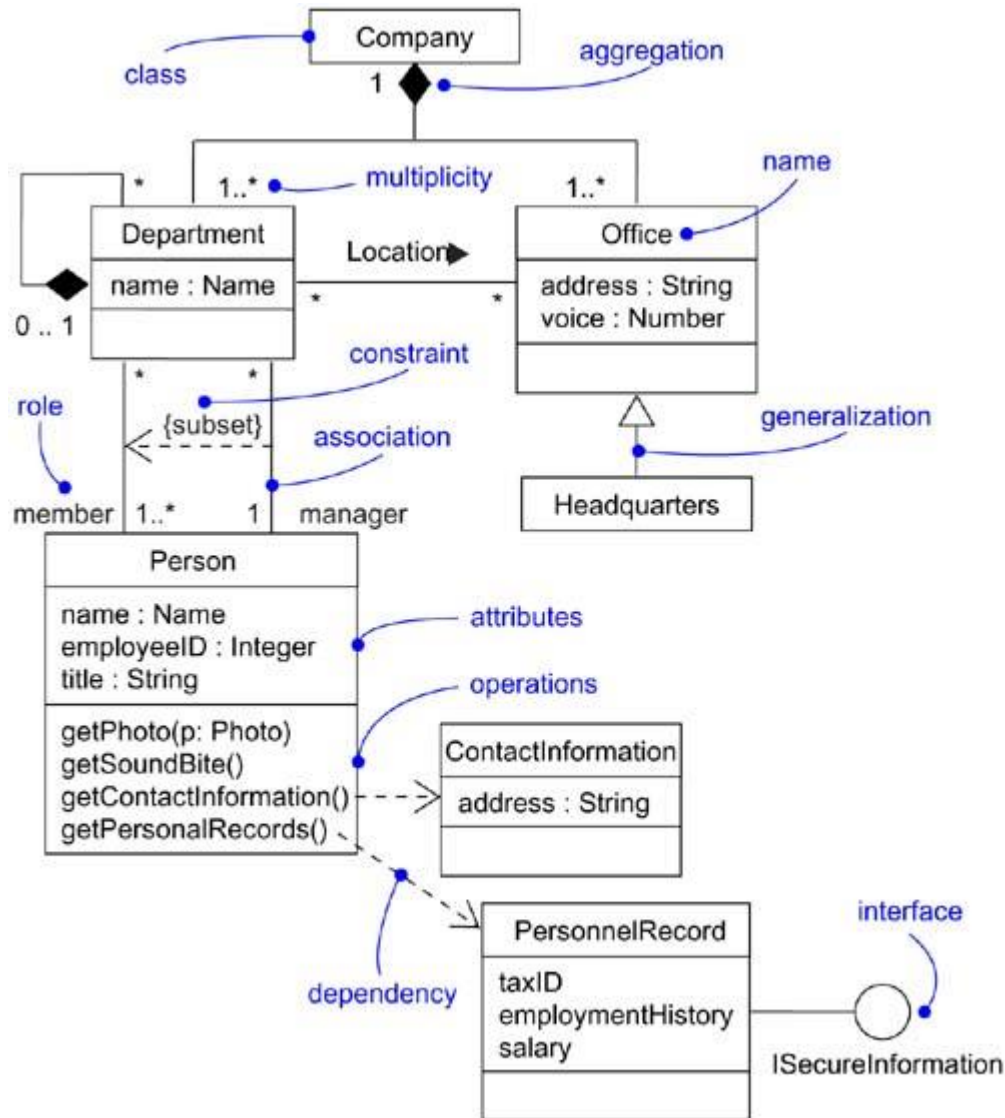 Company
class
aggregation
1
name
multiplicity
*
1..*
1..*
Department
Office
Location
name : Name
address : String
voice : Number
*
*
0 .. 1
constraint
*
*
role
{subset}
generalization
association
member
1..*
1
manager
Headquarters
Person
name : Name
employeeID : Integer
title : String
attributes
operations
getPhoto(p: Photo)
getSoundBite()
getContactInformation()
getPersonalRecords()
ContactInformation
address : String
interface
PersonnelRecord
dependency
taxID
employmentHistory
salary
ISecureInformation